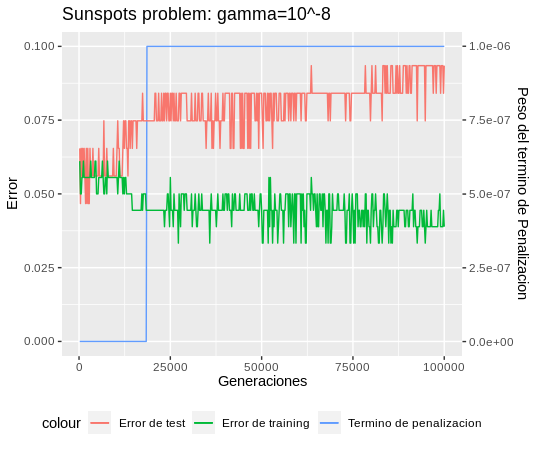 Sunspots problem: gamma=10^-8
Error
0.100
0.075
0.050
0.025
0.000
1.0e-06
7.5e-07
5.0e-07
2.5e-07
0.0e+00
Peso del termino de Penalizacion
0
25000
50000
75000
100000
Generaciones
colour
Error de test
Error de training
Termino de penalizacion